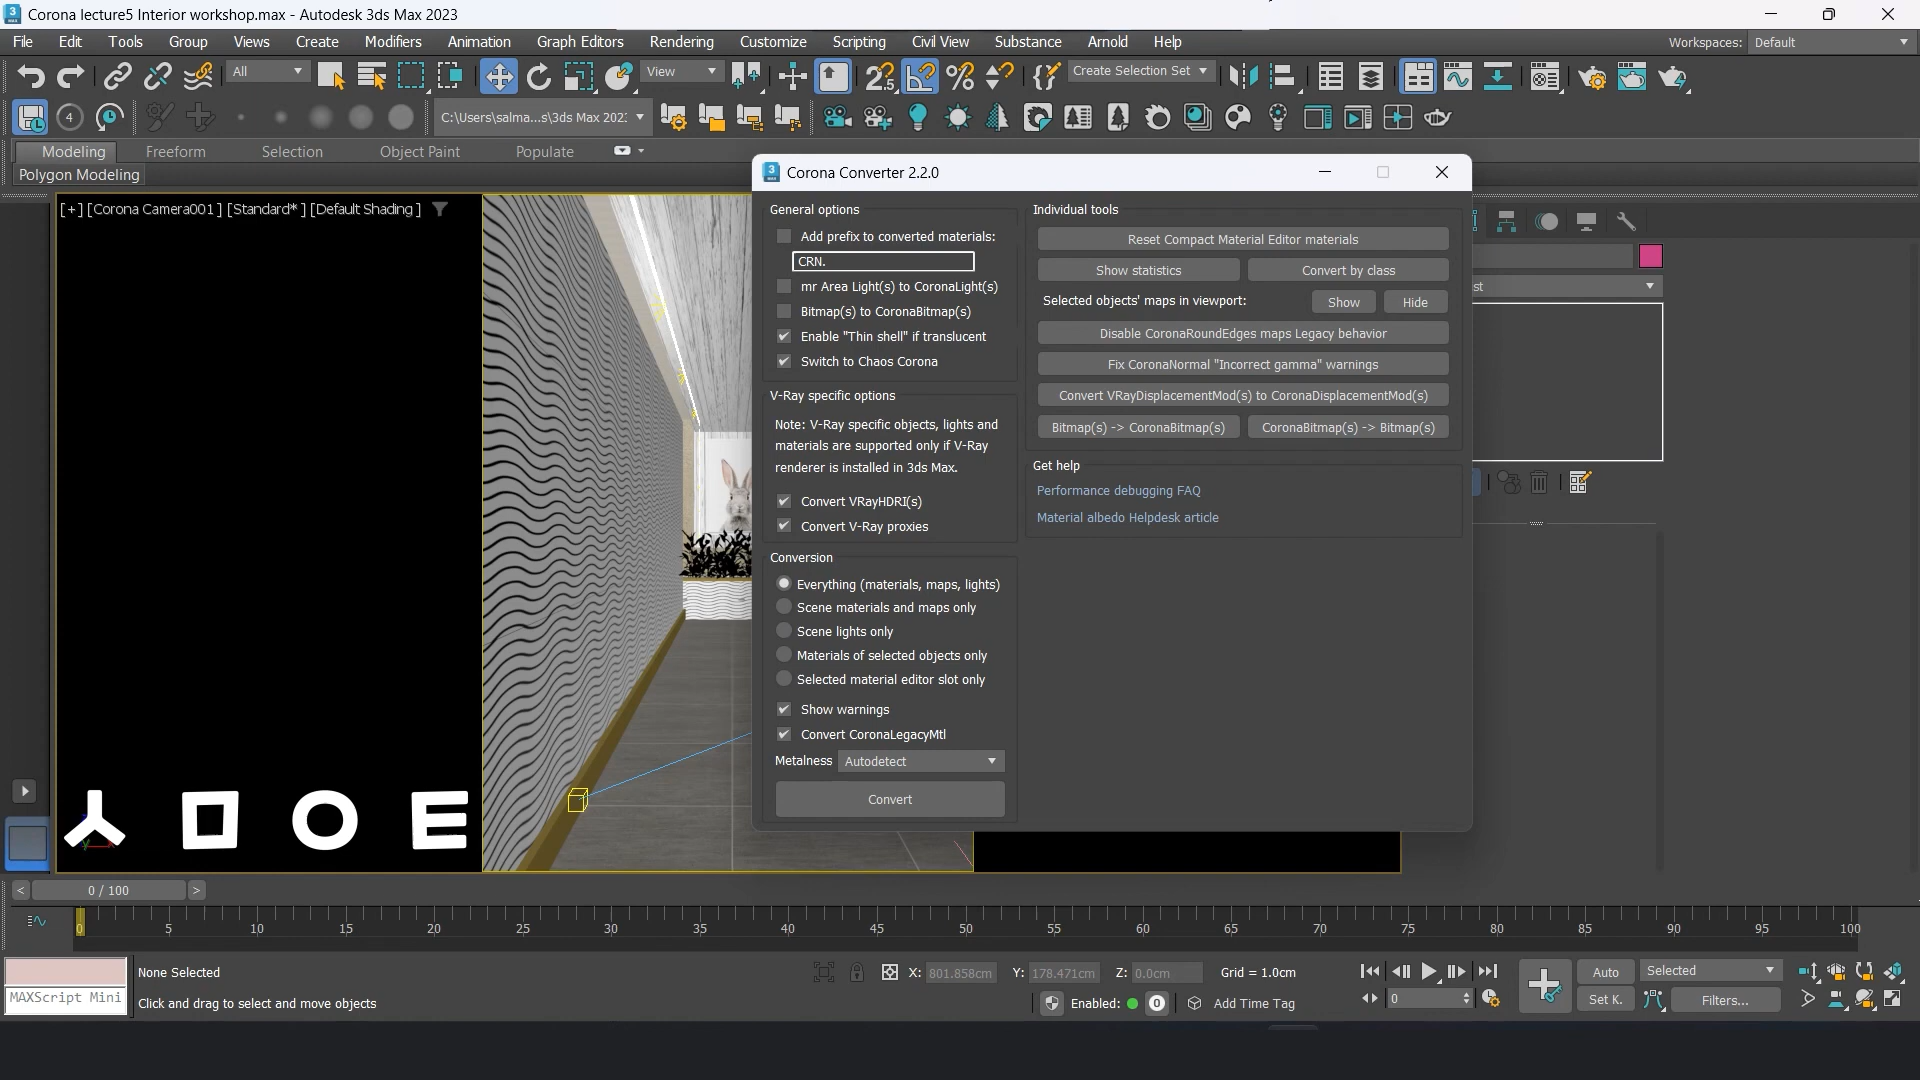 Corona lecture5 Interior workshop.max - Autodesk 3ds Max 2023
File Edit Tools Group Views Create Modifiers Animation Graph Editors Rendering Customize Scripting Civil View Substance Arnold Help
Workspaces: Default
All
View
Create Selection Set
4
C:\Users\salma...s\3ds Max 202
Modeling Freeform Selection Object Paint Populate
Polygon Modeling
[+] [Corona Camera001] [Standard*] [Default Shading]
Corona Converter 2.2.0
General options
Add prefix to converted materials:
CRN.
mr Area Light(s) to CoronaLight(s)
Bitmap(s) to CoronaBitmap(s)
Enable "Thin shell" if translucent
Switch to Chaos Corona
V-Ray specific options
Note: V-Ray specific objects, lights and
materials are supported only if V-Ray
renderer is installed in 3ds Max.
Convert VRayHDRI(s)
Convert V-Ray proxies
Conversion
Everything (materials, maps, lights)
Scene materials and maps only
Scene lights only
Materials of selected objects only
Selected material editor slot only
Show warnings
Convert CoronaLegacyMtl
Metalness Autodetect
Convert
Individual tools
Reset Compact Material Editor materials
Show statistics Convert by class
Selected objects' maps in viewport: Show Hide
Disable CoronaRoundEdges maps Legacy behavior
Fix CoronaNormal "Incorrect gamma" warnings
Convert VRayDisplacementMod(s) to CoronaDisplacementMod(s)
Bitmap(s) -> CoronaBitmap(s) CoronaBitmap(s) -> Bitmap(s)
Get help
Performance debugging FAQ
Material albedo Helpdesk article
st
< 0 / 100 >
0 5 10 15 20 25 30 35 40 45 50 55 60 65 70 75 80 85 90 95 100
None Selected
X: 801.858cm Y: 178.471cm Z: 0.0cm Grid = 1.0cm
Auto Selected
MAXScript Mini
Click and drag to select and move objects
Enabled: 0 Add Time Tag
0
Set K. Filters...